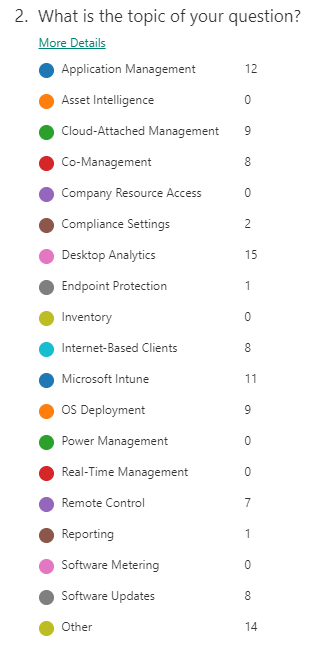 2. What is the topic of your question?
More Details
Application Management 12
Asset Intelligence 0
Cloud-Attached Management 9
Co-Management 8
Company Resource Access 0
Compliance Settings 2
Desktop Analytics 15
Endpoint Protection 1
Inventory 0
Internet-Based Clients 8
Microsoft Intune 11
OS Deployment 9
Power Management 0
Real-Time Management 0
Remote Control 7
Reporting 1
Software Metering 0
Software Updates 8
Other 14